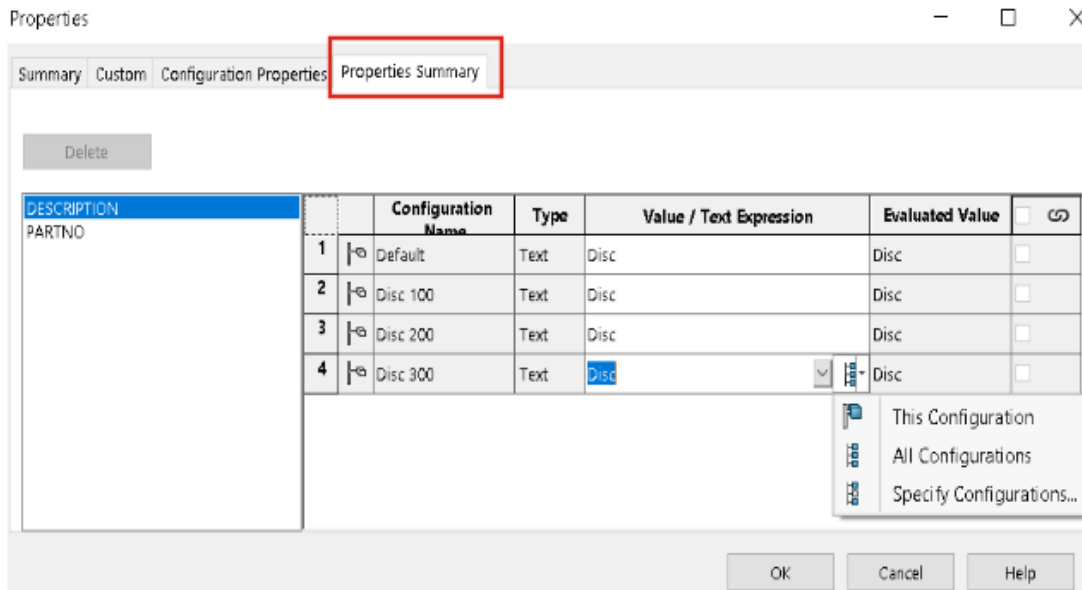 Properties
Summary Custom Configuration Properties Properties Summary
Delete
DESCRIPTION
PARTNO
Configuration Name Type Value / Text Expression Evaluated Value
1 Default Text Disc Disc
2 Disc 100 Text Disc Disc
3 Disc 200 Text Disc Disc
4 Disc 300 Text Disc Disc
This Configuration
All Configurations
Specify Configurations...
OK Cancel Help